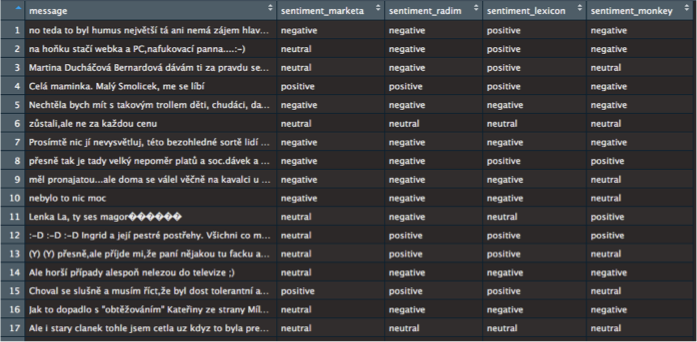 message sentiment_marketa sentiment_radim sentiment_lexicon sentiment_monkey
1 no teda to byl humus největší tá ani nemá zájem hlav... negative negative positive negative
2 na hoňku stačí webka a PC,nafukovací panna....:-) neutral negative positive negative
3 Martina Ducháčová Bernardová dávám ti za pravdu se... neutral negative positive neutral
4 Celá maminka. Malý Smolicek, me se líbí positive positive positive negative
5 Nechtěla bych mít s takovým trollem děti, chudáci, da... negative negative negative negative
6 zůstali,ale ne za každou cenu neutral neutral neutral neutral
7 Prosímtě nic jí nevysvětluj, této bezohledné sortě lidí ... negative negative negative negative
8 přesně tak je tady velký nepoměr platů a soc.dávek a ... negative negative positive positive
9 měl pronajatou...ale doma se válel věčně na kavalci u ... negative negative negative neutral
10 nebylo to nic moc negative negative negative neutral
11 Lenka La, ty ses magor������ neutral negative neutral positive
12 :-D :-D :-D Ingrid a její pestré postřehy. Všichni co m... neutral positive positive positive
13 (Y) (Y) přesně,ale příjde mi,že paní nějakou tu facku a... neutral positive positive neutral
14 Ale horší případy alespoň nelezou do televize ;) neutral negative negative negative
15 Choval se slušně a musím říct,že byl dost tolerantní a... positive positive positive neutral
16 Jak to dopadlo s "obtěžováním" Kateřiny ze strany Míl... neutral negative negative neutral
17 Ale i stary clanek tohle jsem cetla uz kdyz to byla pre... neutral neutral negative neutral